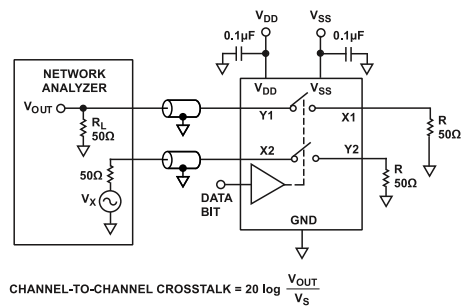 VDD
VSS
0.1µF
0.1µF
NETWORK
ANALYZER
VDD
VSS
VOUT
Y1
X1
RL
50Ω
R
50Ω
50Ω
X2
Y2
R
50Ω
VX
DATA
BIT
GND
CHANNEL-TO-CHANNEL CROSSTALK = 20 log VOUT
VS